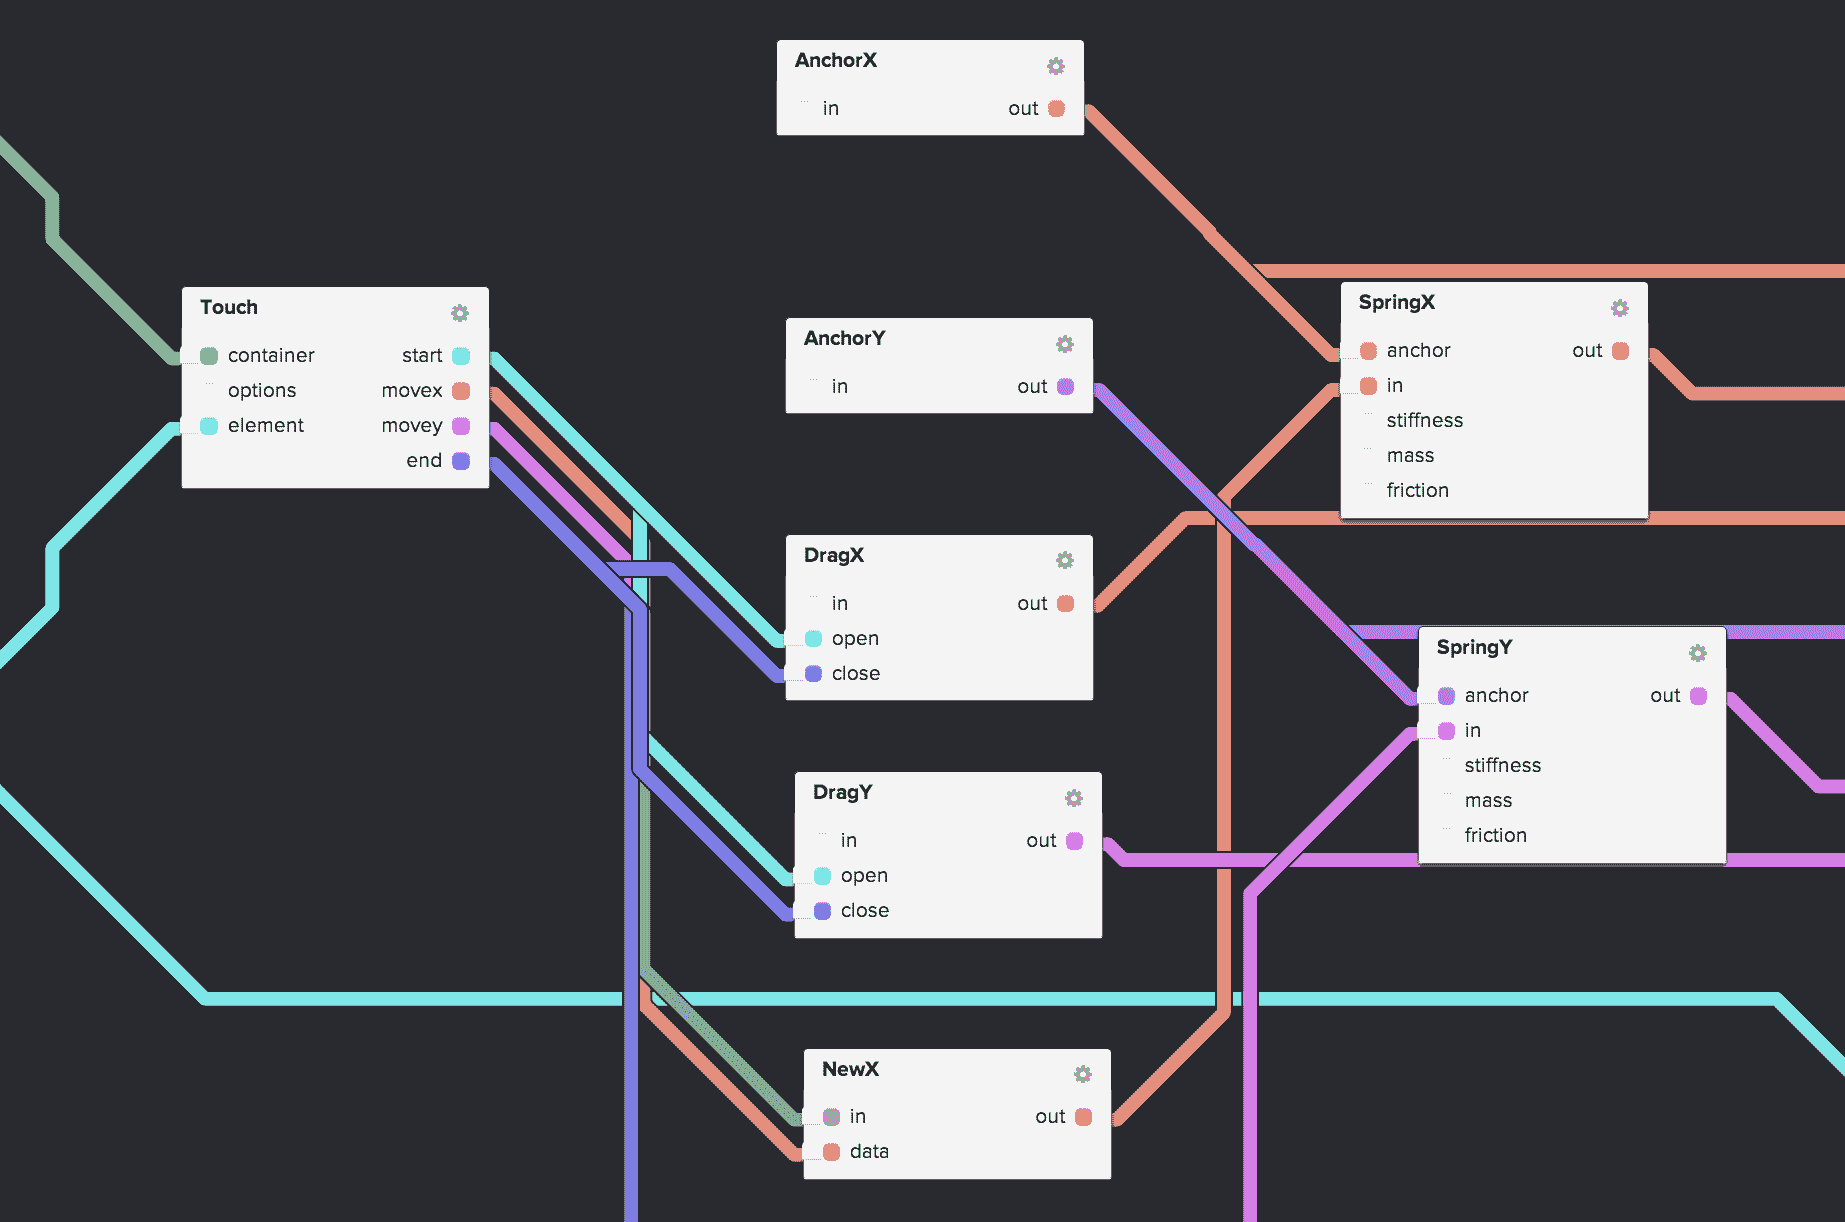 AnchorX
in out
Touch
container start
options movex
element movey
end
AnchorY
in out
SpringX
anchor out
in
stiffness
mass
friction
DragX
in out
open
close
SpringY
anchor out
in
stiffness
mass
friction
DragY
in out
open
close
NewX
in out
data